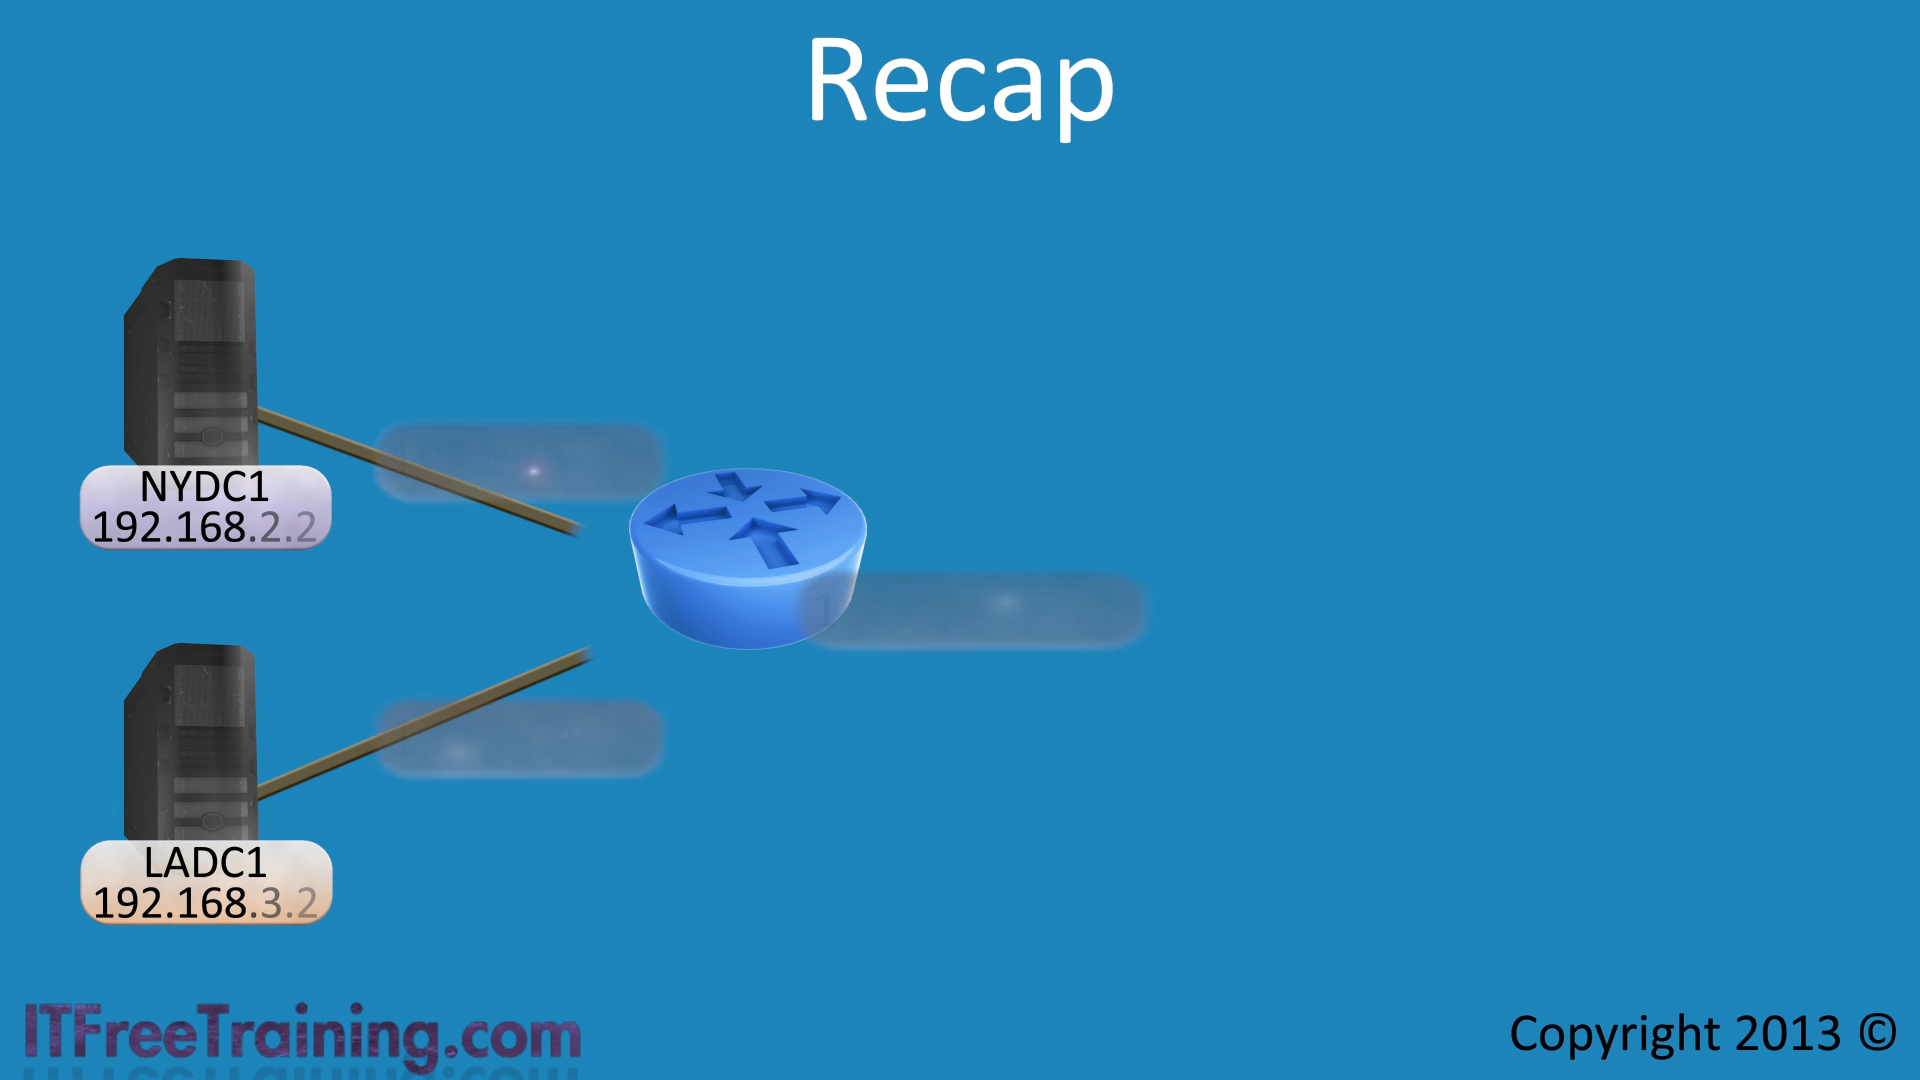 Recap
NYDC1
192.168.2.2
LADC1
192.168.3.2
ITFreeTraining.com
Copyright 2013 ©